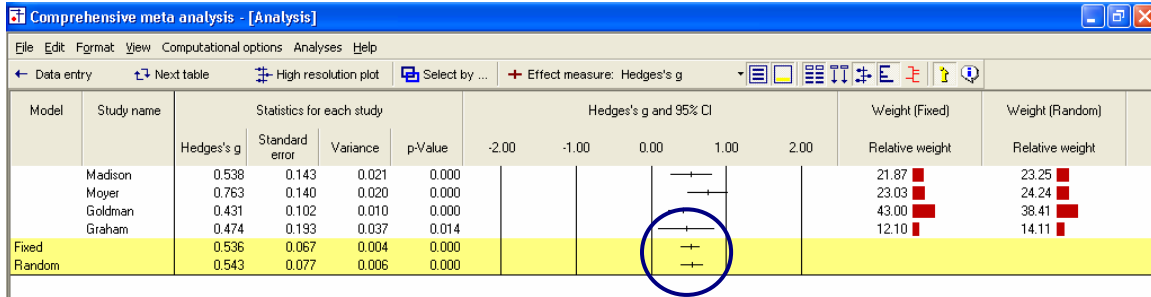 Comprehensive meta analysis - [Analysis]
File Edit Format View Computational options Analyses Help
Data entry Next table High resolution plot Select by ... Effect measure: Hedges's g
Model Study name Statistics for each study Hedges's g and 95% CI Weight (Fixed) Weight (Random)
Hedges's g Standard error Variance p-Value -2.00 -1.00 0.00 1.00 2.00 Relative weight Relative weight
Madison 0.538 0.143 0.021 0.000 21.87 23.25
Moyer 0.763 0.140 0.020 0.000 23.03 24.24
Goldman 0.431 0.102 0.010 0.000 43.00 38.41
Graham 0.474 0.193 0.037 0.014 12.10 14.11
Fixed 0.536 0.067 0.004 0.000
Random 0.543 0.077 0.006 0.000